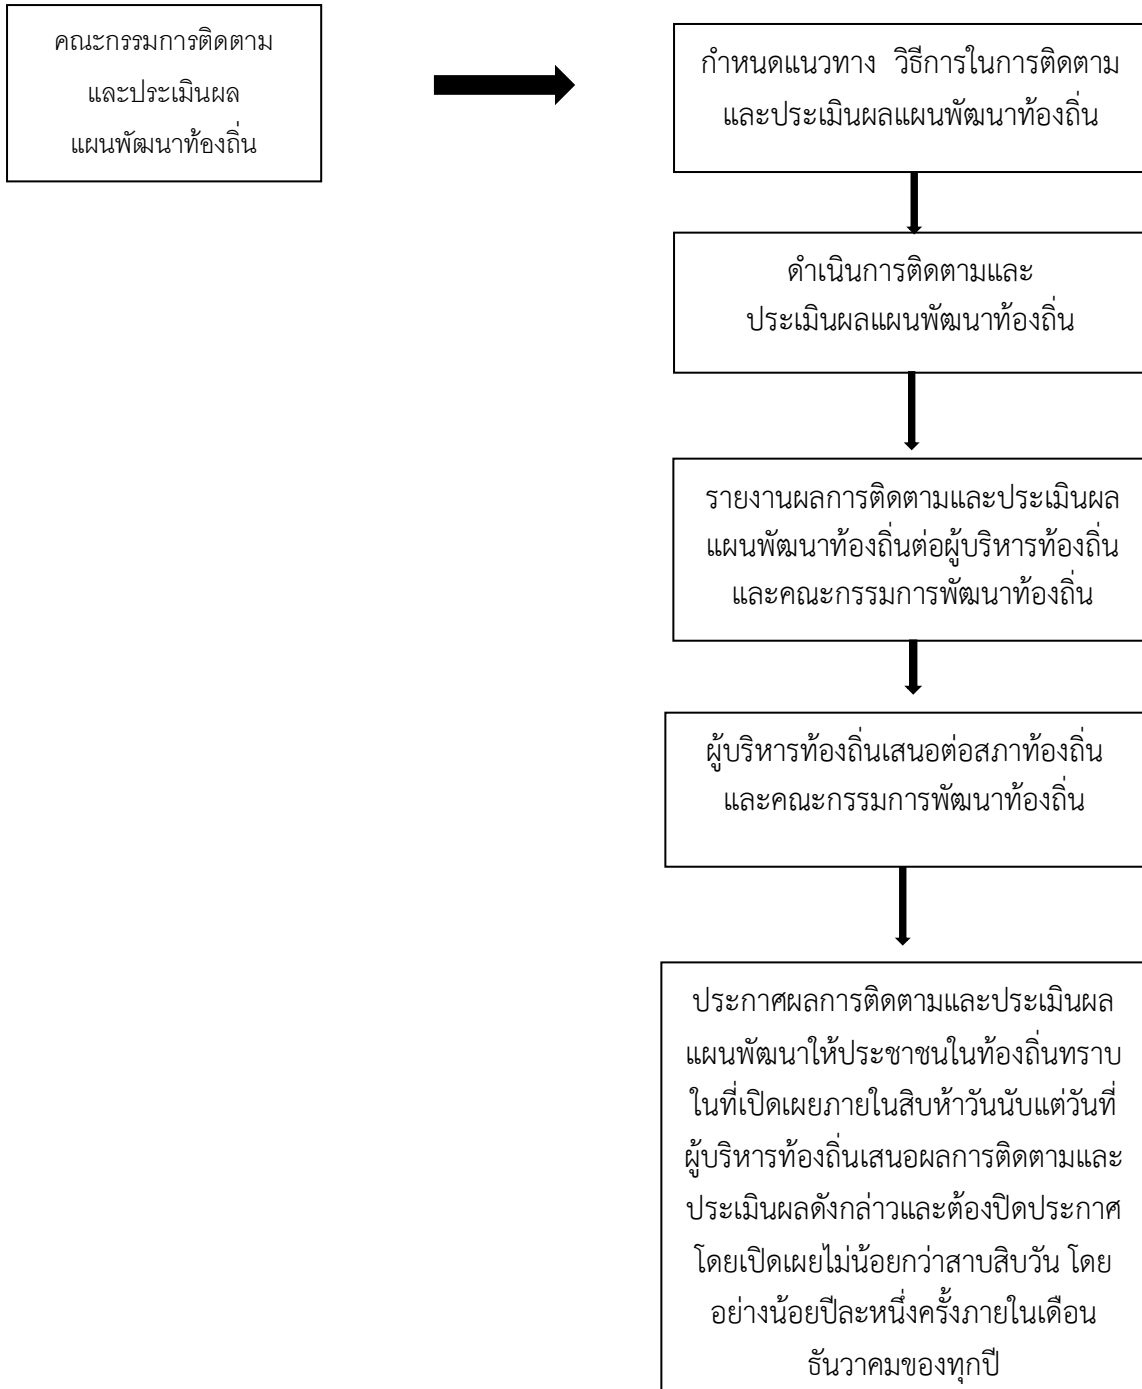 คณะกรรมการติดตาม
และประเมินผล
แผนพัฒนาท้องถิ่น
กำหนดแนวทาง วิธีการในการติดตาม
และประเมินผลแผนพัฒนาท้องถิ่น
ดำเนินการติดตามและ
ประเมินผลแผนพัฒนาท้องถิ่น
รายงานผลการติดตามและประเมินผล
แผนพัฒนาท้องถิ่นต่อผู้บริหารท้องถิ่น
และคณะกรรมการพัฒนาท้องถิ่น
ผู้บริหารท้องถิ่นเสนอต่อสภาท้องถิ่น
และคณะกรรมการพัฒนาท้องถิ่น
ประกาศผลการติดตามและประเมินผล
แผนพัฒนาให้ประชาชนในท้องถิ่นทราบ
ในที่เปิดเผยภายในสิบห้าวันนับแต่วันที่
ผู้บริหารท้องถิ่นเสนอผลการติดตามและ
ประเมินผลดังกล่าวและต้องปิดประกาศ
โดยเปิดเผยไม่น้อยกว่าสาบสิบวัน โดย
อย่างน้อยปีละหนึ่งครั้งภายในเดือน
ธันวาคมของทุกปี